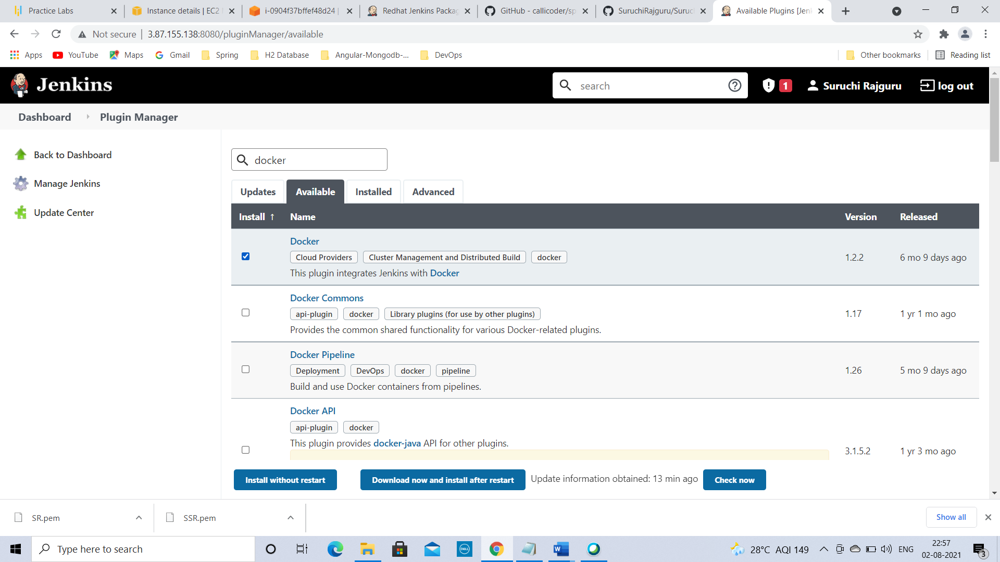 Practice Labs
Instance details | EC2
i-0904f37bffef48d24 |
Redhat Jenkins Packag
GitHub - callicoder/sp
SuruchiRajguru/Suruc
Available Plugins [Jenk
Not secure | 3.87.155.138:8080/pluginManager/available
Apps YouTube Maps Gmail Spring H2 Database Angular-Mongodb-... DevOps Other bookmarks Reading list
Jenkins search 1 Suruchi Rajguru log out
Dashboard Plugin Manager
Back to Dashboard
Manage Jenkins
Update Center
docker
Updates Available Installed Advanced
Install ↑ Name Version Released
Docker
Cloud Providers Cluster Management and Distributed Build docker
This plugin integrates Jenkins with Docker
1.2.2 6 mo 9 days ago
Docker Commons
api-plugin docker Library plugins (for use by other plugins)
Provides the common shared functionality for various Docker-related plugins.
1.17 1 yr 1 mo ago
Docker Pipeline
Deployment DevOps docker pipeline
Build and use Docker containers from pipelines.
1.26 5 mo 9 days ago
Docker API
api-plugin docker
This plugin provides docker-java API for other plugins.
3.1.5.2 1 yr 3 mo ago
Install without restart Download now and install after restart Update information obtained: 13 min ago Check now
SR.pem SSR.pem Show all
Type here to search
DELL
W
28°C AQI 149 ENG
22:57
02-08-2021
3